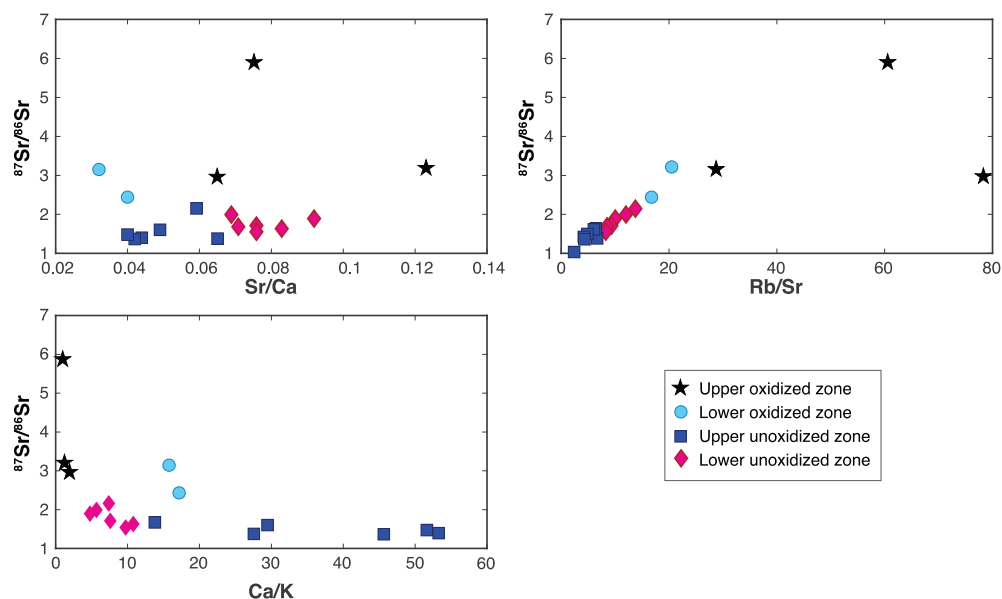 7
6
5
4
3
2
1
⁸⁷Sr/⁸⁶Sr
0.02 0.04 0.06 0.08 0.1 0.12 0.14
Sr/Ca
7
6
5
4
3
2
1
⁸⁷Sr/⁸⁶Sr
0 20 40 60 80
Rb/Sr
7
6
5
4
3
2
1
⁸⁷Sr/⁸⁶Sr
0 10 20 30 40 50 60
Ca/K
Upper oxidized zone
Lower oxidized zone
Upper unoxidized zone
Lower unoxidized zone